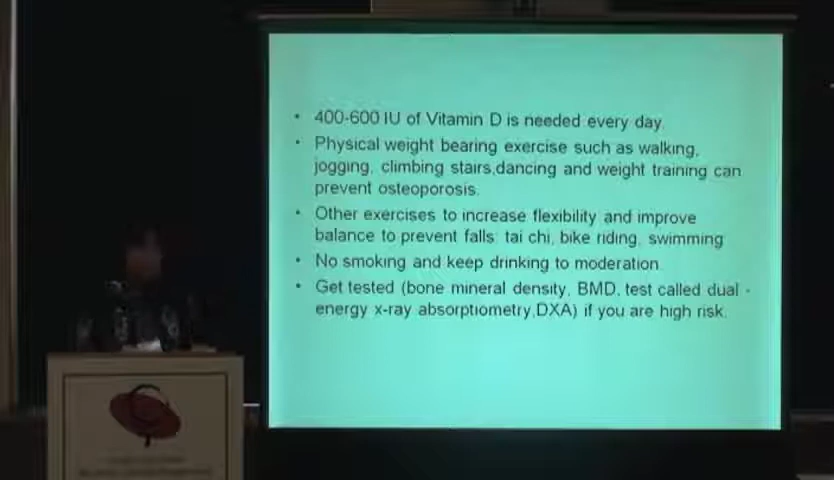 • 400-600 IU of Vitamin D is needed every day.
• Physical weight bearing exercise such as walking,
jogging, climbing stairs,dancing and weight training can
prevent osteoporosis.
• Other exercises to increase flexibility and improve
balance to prevent falls: tai chi, bike riding, swimming
• No smoking and keep drinking to moderation.
• Get tested (bone mineral density, BMD, test called dual -
energy x-ray absorptiometry,DXA) if you are high risk.